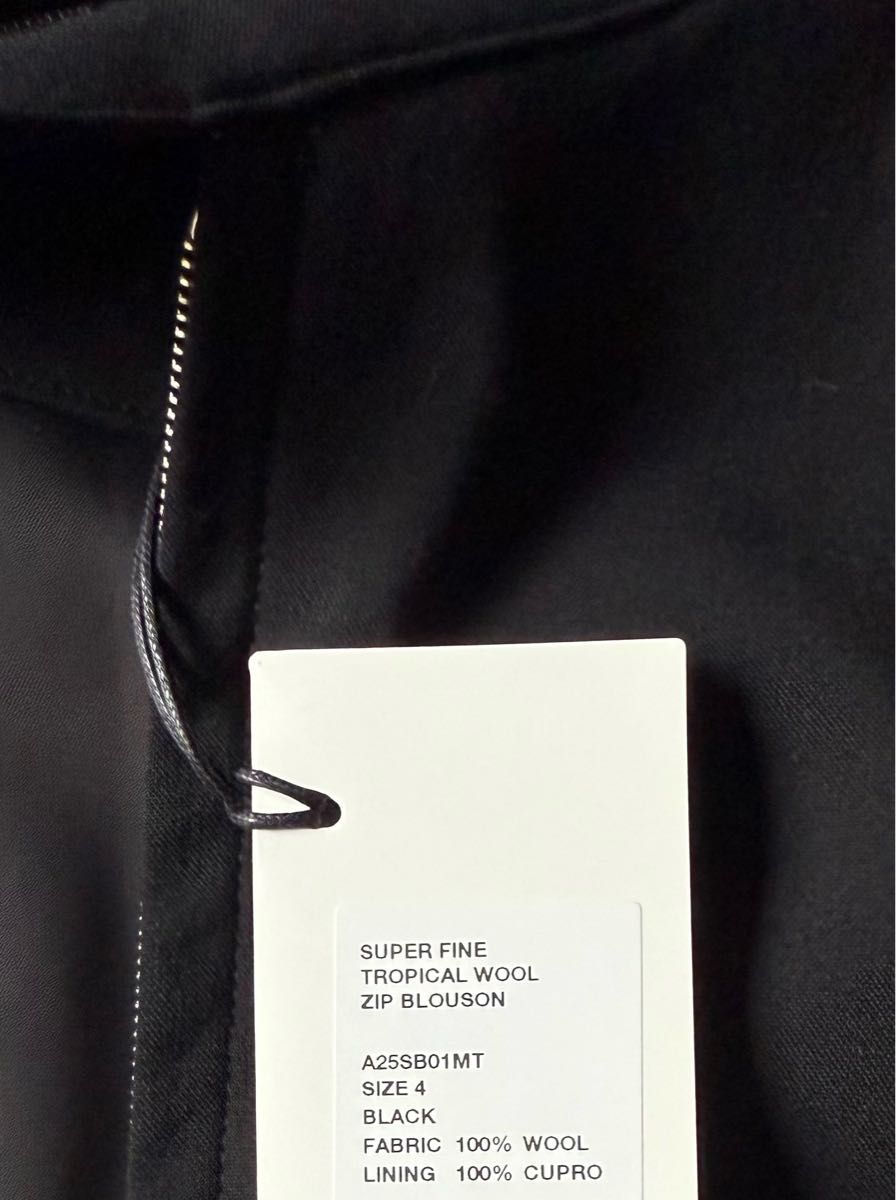 SUPER FINE
TROPICAL WOOL
ZIP BLOUSON
A25SB01MT
SIZE 4
BLACK
FABRIC 100% WOOL
LINING 100% CUPRO